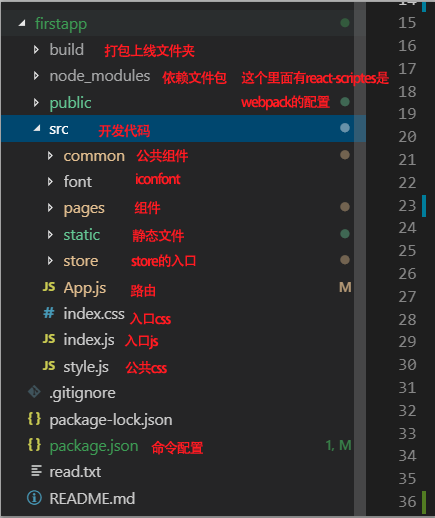 14
firstapp 15
build 打包上线文件夹 16
node_modules 依赖文件包 这个里面有react-scriptes是 17
public webpack的配置 18
src 开发代码 19
common 公共组件 20
font iconfont 21
pages 组件 22
static 静态文件 23
store store的入口 24
JS App.js 路由 M 25
# index.css 入口css 26
JS index.js 入口js 27
JS style.js 公共css 28
.gitignore 29
{} package-lock.json 30
{} package.json 命令配置 1, M 31
read.txt 32
README.md 33
34
35
36